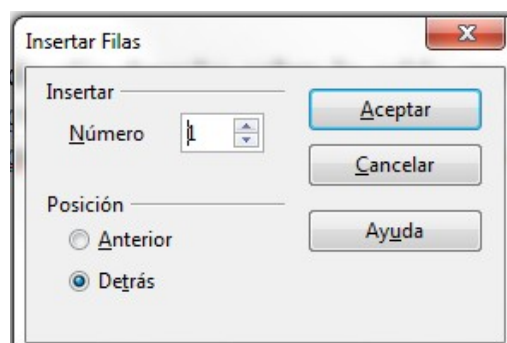 Insertar Filas
Insertar
Número 1
Posición
Anterior
Detrás
Aceptar
Cancelar
Ayuda